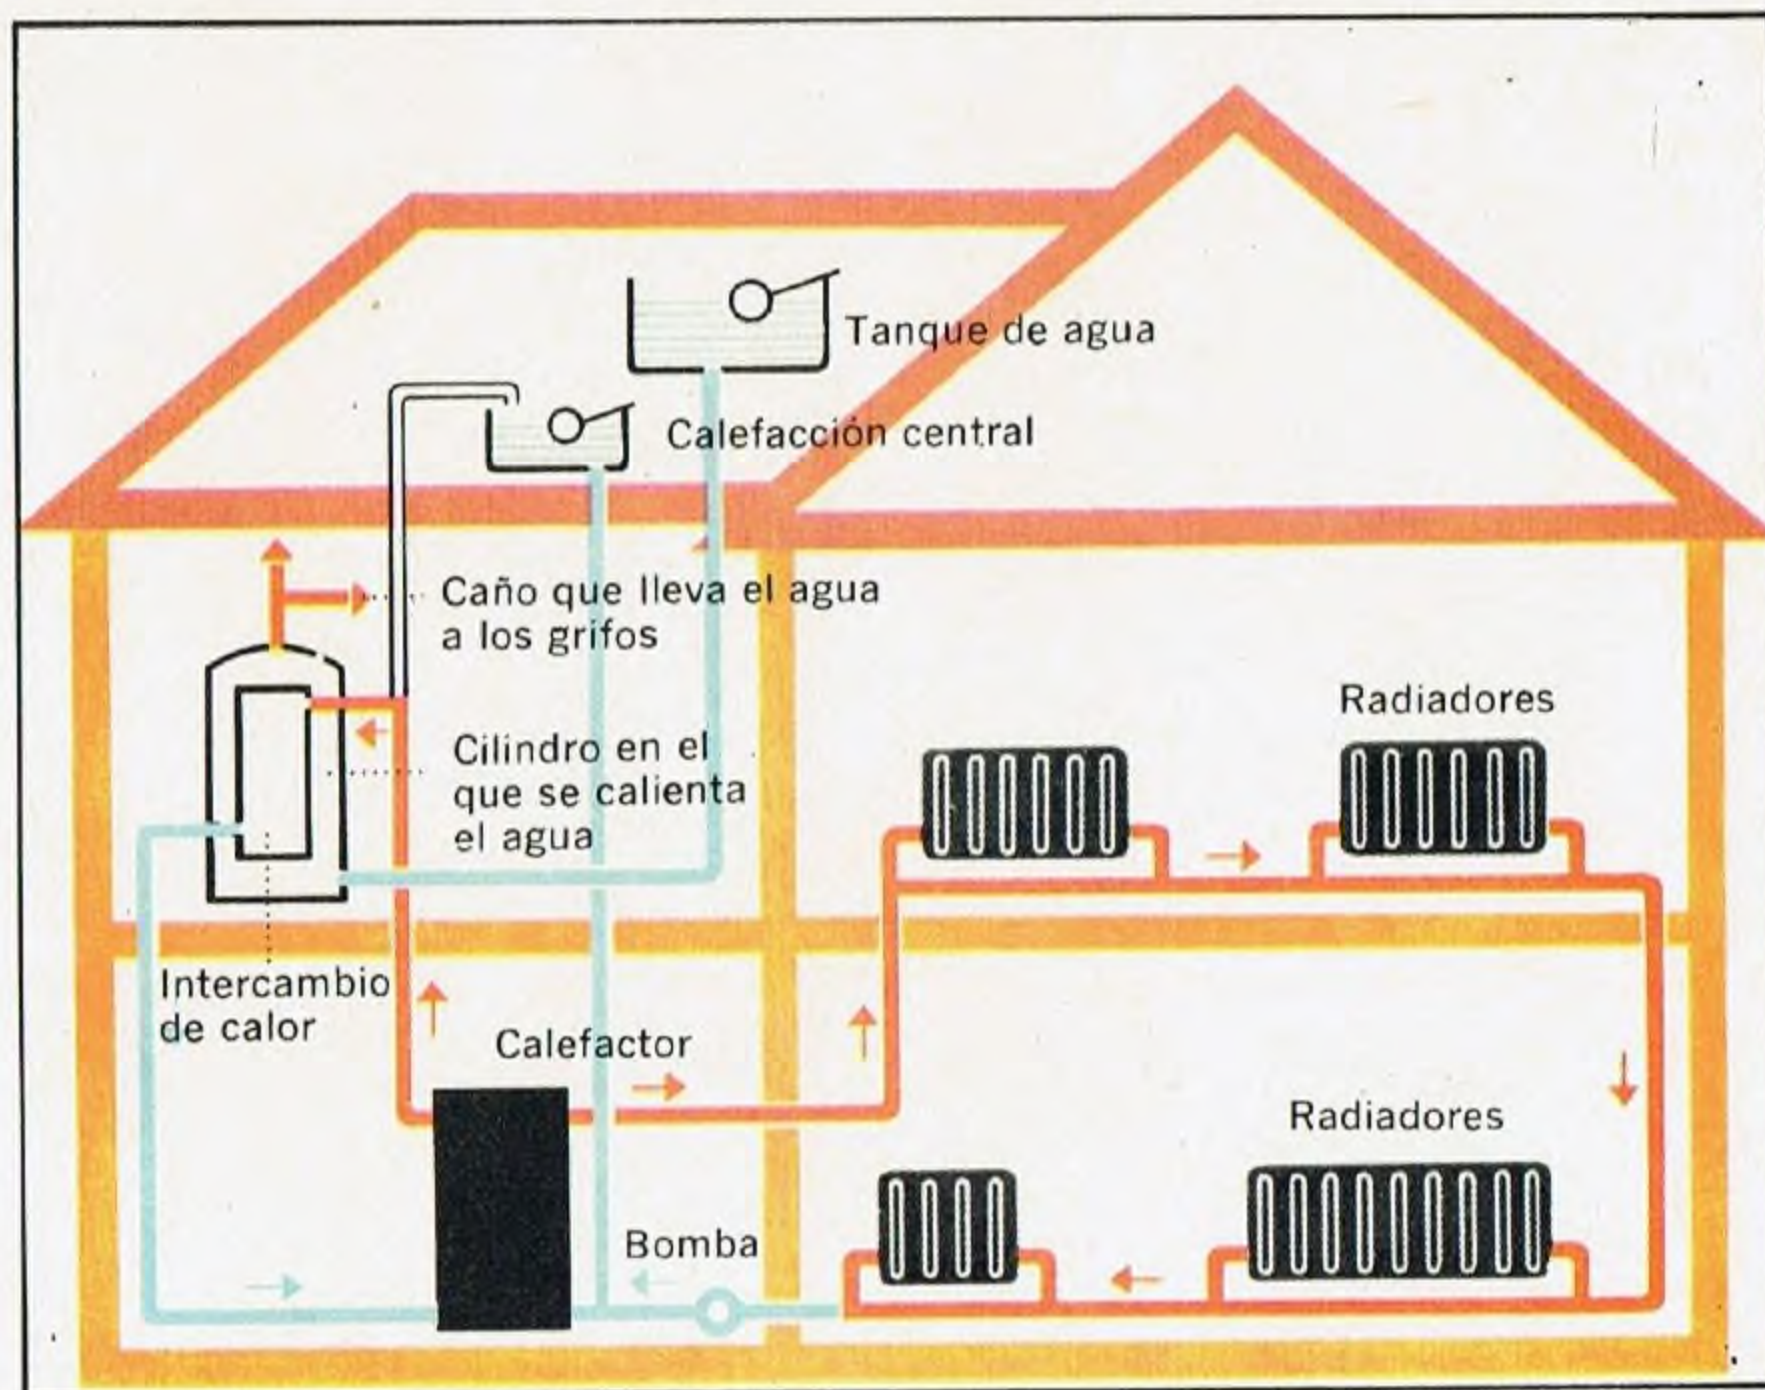 Tanque de agua
Calefacción central
Caño que lleva el agua
a los grifos
Radiadores
Cilindro en el
que se calienta
el agua
Intercambio
de calor
Calefactor
Radiadores
Bomba